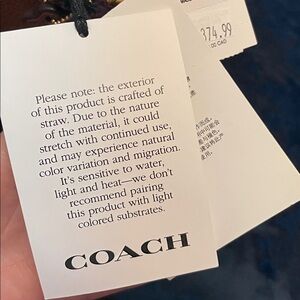 Please note: the exterior
of this product is crafted of
straw. Due to the nature
of the material, it could
stretch with continued use,
and may experience natural
color variation and migration.
It's sensitive to water,
light and heat—we don't
recommend pairing
this product with light
colored substrates.
COACH
374.99